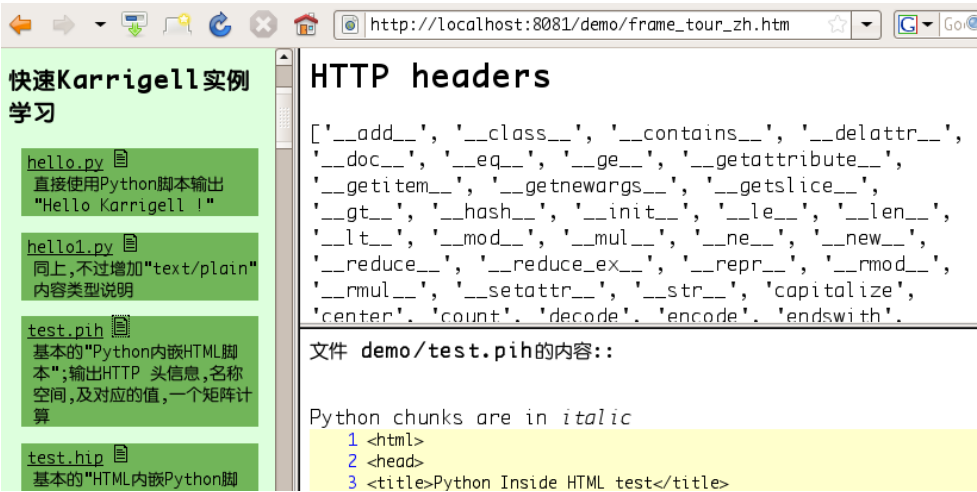 http://localhost:8081/demo/frame_tour_zh.htm
G
Go
快速Karrigell实例
学习
hello.py
直接使用Python脚本输出
"Hello Karrigell !"
hello1.py
同上,不过增加"text/plain"
内容类型说明
test.pih
基本的"Python内嵌HTML脚
本";输出HTTP 头信息,名称
空间,及对应的值,一个矩阵计
算
test.hip
基本的"HTML内嵌Python脚
HTTP headers
['__add__', '__class__', '__contains__', '__delattr__',
'__doc__', '__eq__', '__ge__', '__getattribute__',
'__getitem__', '__getnewargs__', '__getslice__',
'__gt__', '__hash__', '__init__', '__le__', '__len__',
'__lt__', '__mod__', '__mul__', '__ne__', '__new__',
'__reduce__', '__reduce_ex__', '__repr__', '__rmod__',
'__rmul__', '__setattr__', '__str__', 'capitalize',
'center', 'count', 'decode', 'encode', 'endswith',
文件 demo/test.pih的内容::
Python chunks are in italic
1 <html>
2 <head>
3 <title>Python Inside HTML test</title>